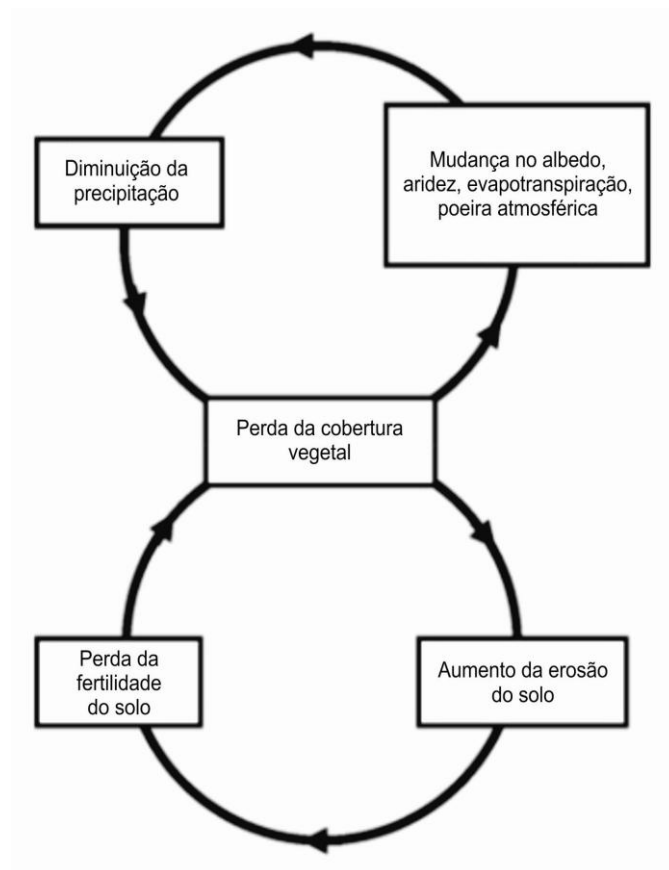 Diminuição da
precipitação
Mudança no albedo,
aridez, evapotranspiração,
poeira atmosférica
Perda da cobertura
vegetal
Perda da
fertilidade
do solo
Aumento da erosão
do solo